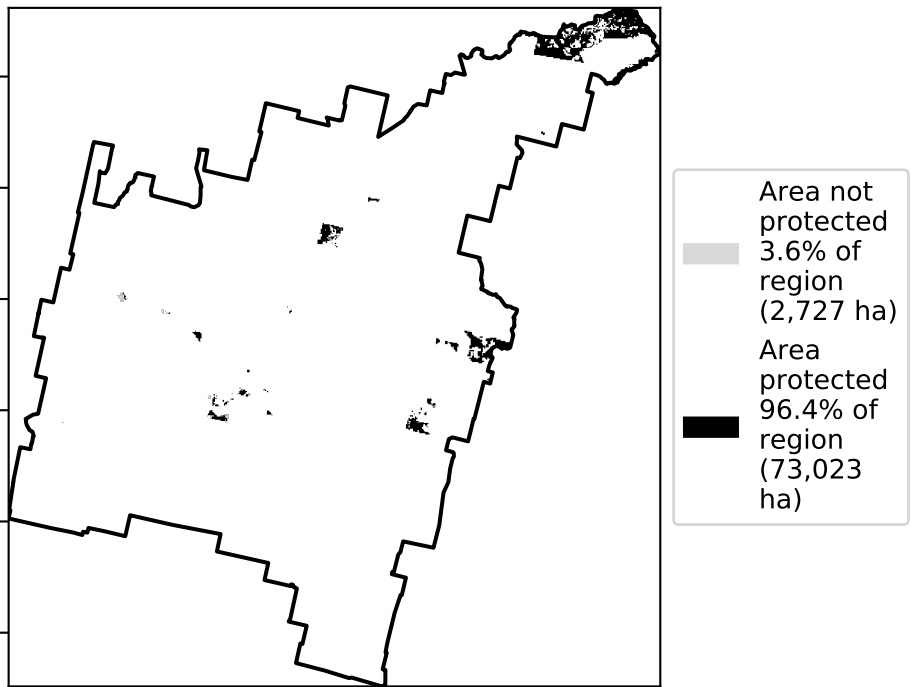 Area not
protected
3.6% of
region
(2,727 ha)
Area
protected
96.4% of
region
(73,023
ha)